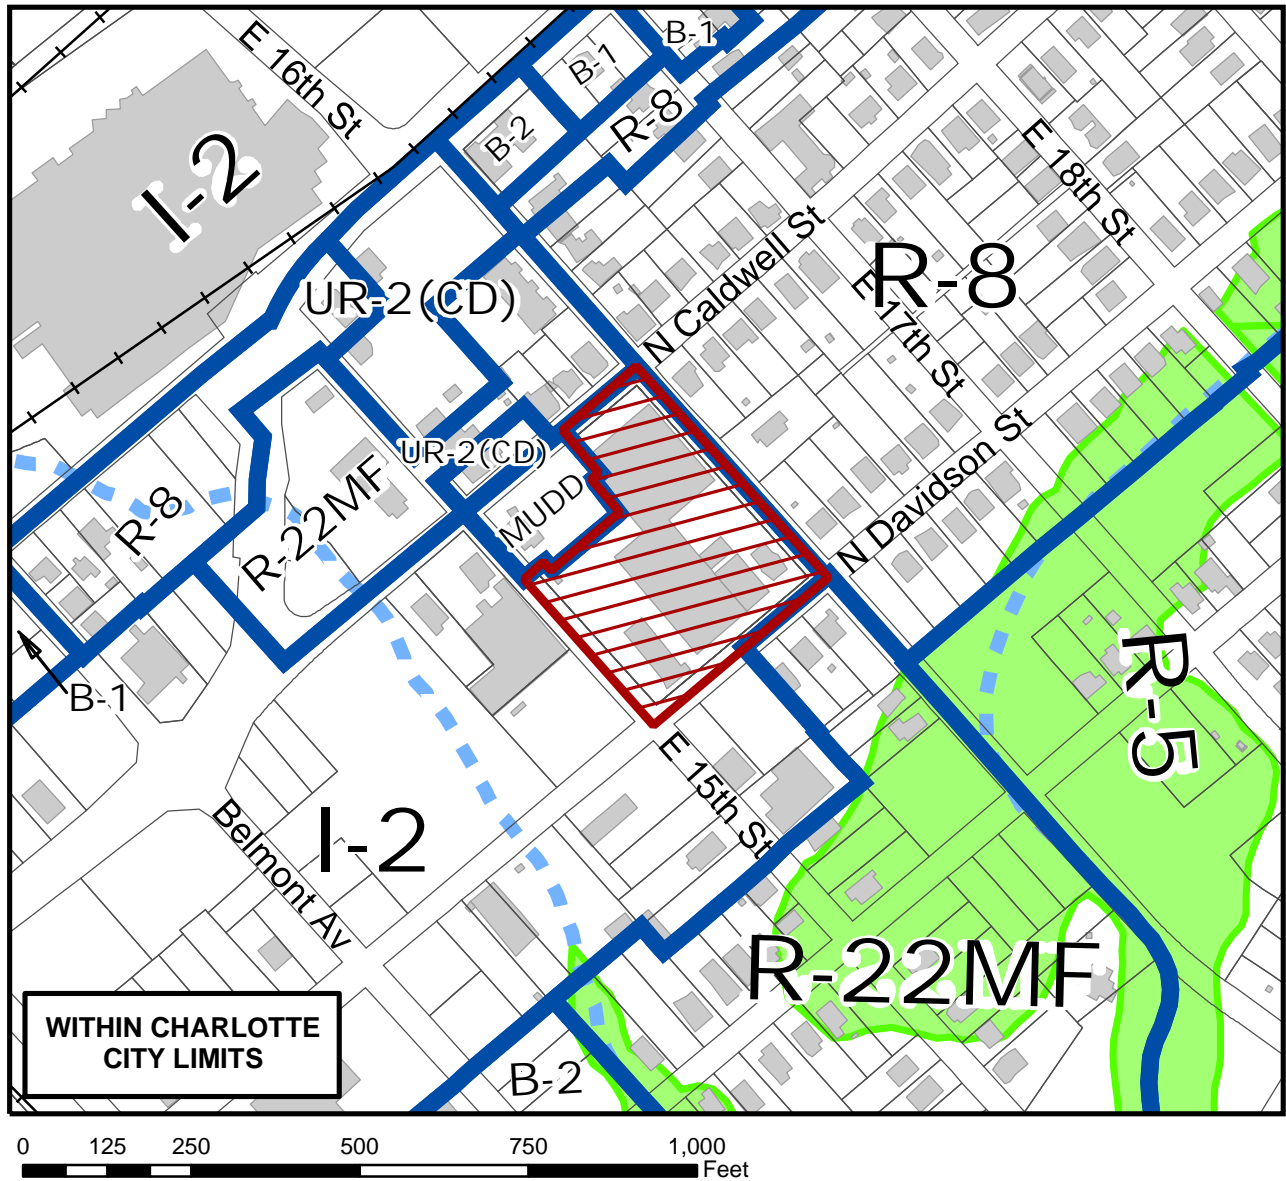 E 16th St
B-1
B-1
B-2
R-8
I-2
E 18th St
N Caldwell St
R-8
E 17th St
UR-2(CD)
N Davidson St
UR-2(CD)
MUDD
R-8
R-22MF
R-5
B-1
E 15th St
I-2
Belmont Av
R-22MF
B-2
WITHIN CHARLOTTE
CITY LIMITS
0 125 250 500 750 1,000
Feet